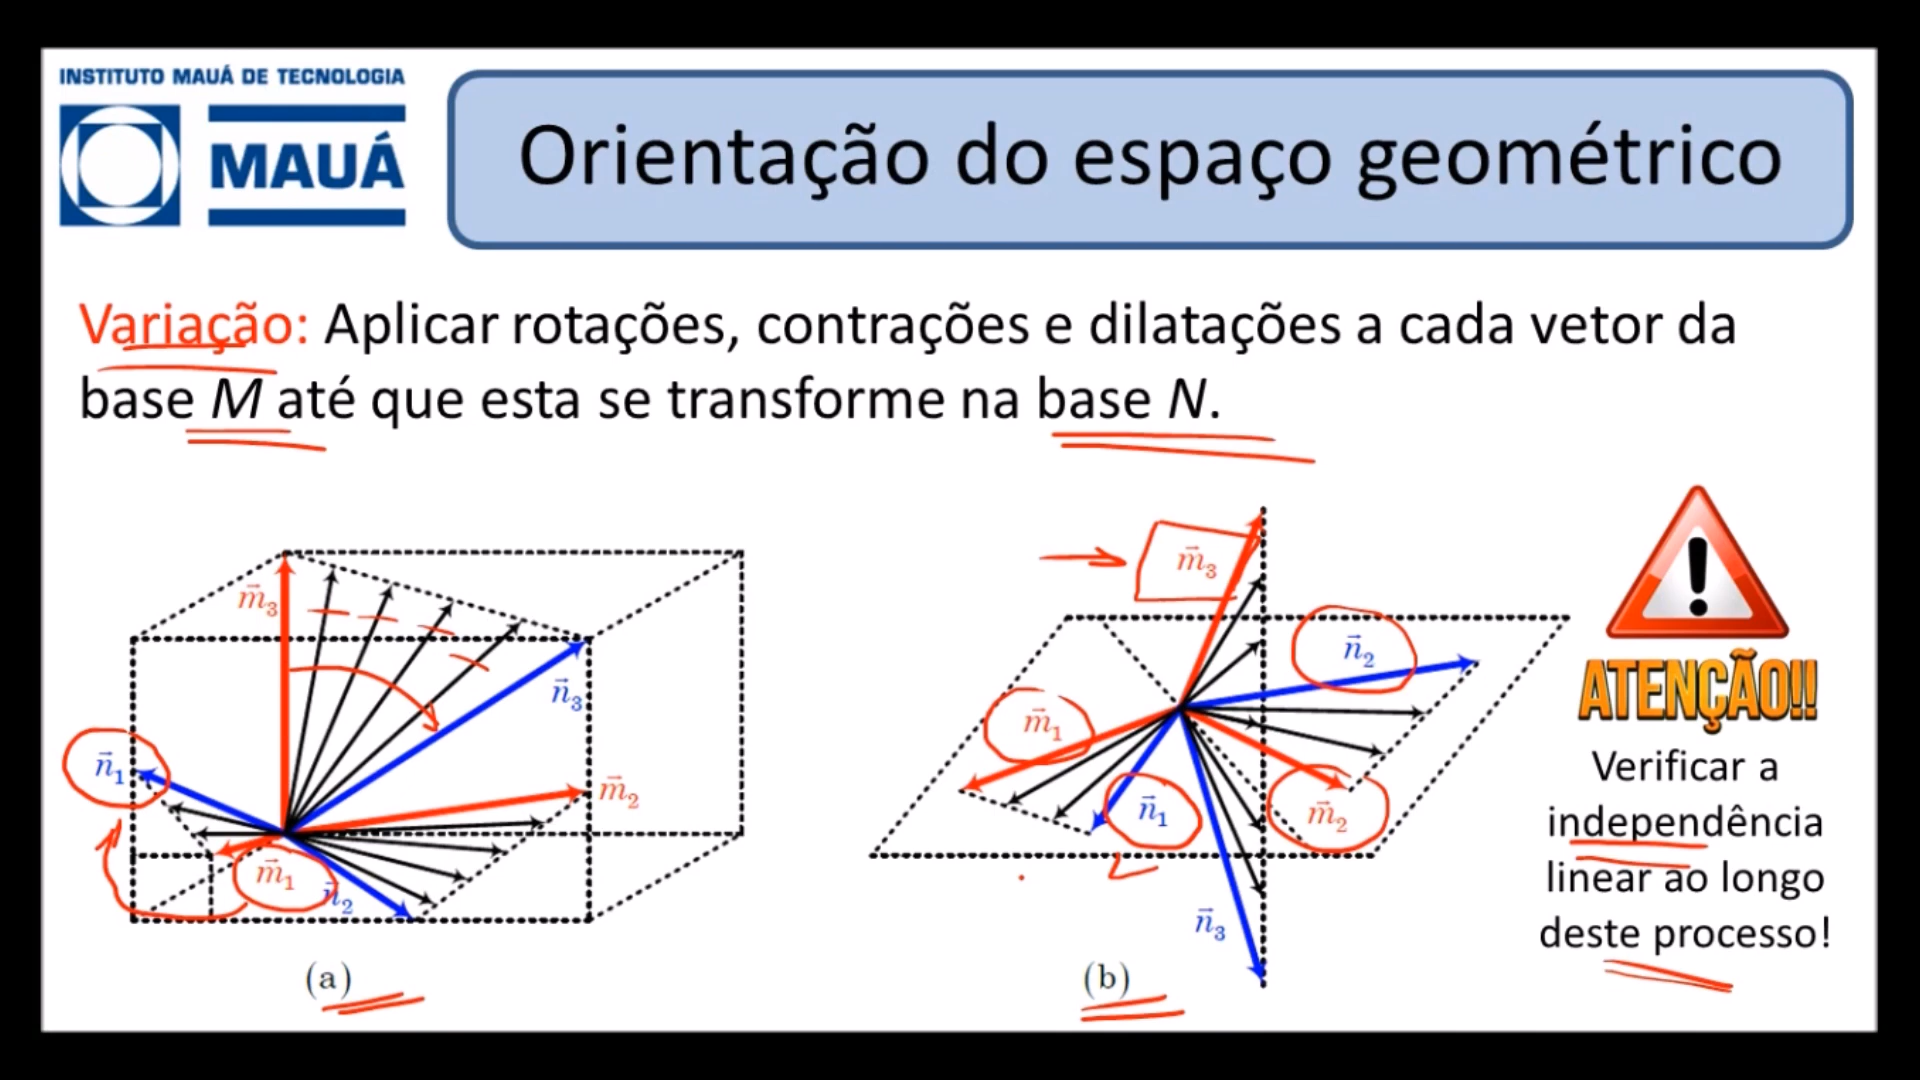 INSTITUTO MAUÁ DE TECNOLOGIA
MAUÁ
Orientação do espaço geométrico
Variação: Aplicar rotações, contrações e dilatações a cada vetor da
base M até que esta se transforme na base N.
m⃗₃
n⃗₃
n⃗₁
m⃗₂
m⃗₁
n⃗₂
(a)
m⃗₃
n⃗₂
m⃗₁
n⃗₁
m⃗₂
n⃗₃
(b)
ATENÇÃO!!
Verificar a
independência
linear ao longo
deste processo!